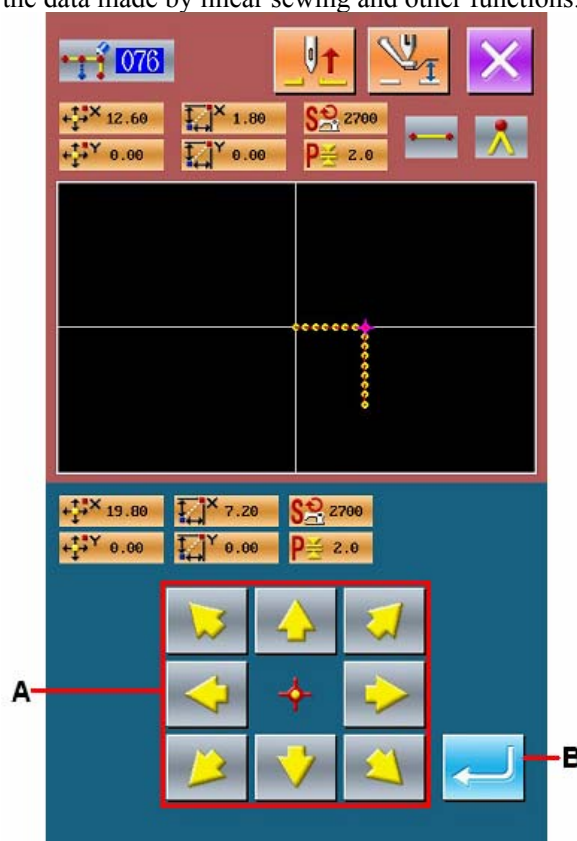 the data made by linear sewing and other functions.
076
X 12.60 X 1.80 S 2700
Y 0.00 Y 0.00 P 2.0
X 19.80 X 7.20 S 2700
Y 0.00 Y 0.00 P 2.0
A
B